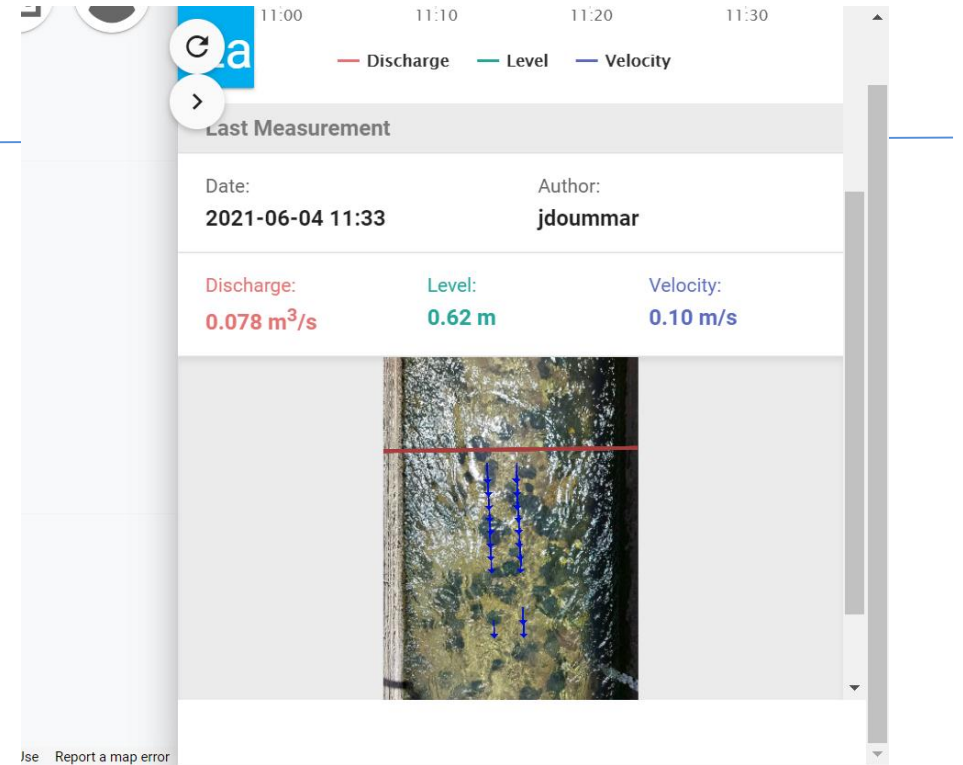 11:00 11:10 11:20 11:30
Discharge Level Velocity
Last Measurement
Date: Author:
2021-06-04 11:33 jdoummar
Discharge: Level: Velocity:
0.078 m³/s 0.62 m 0.10 m/s
Report a map error